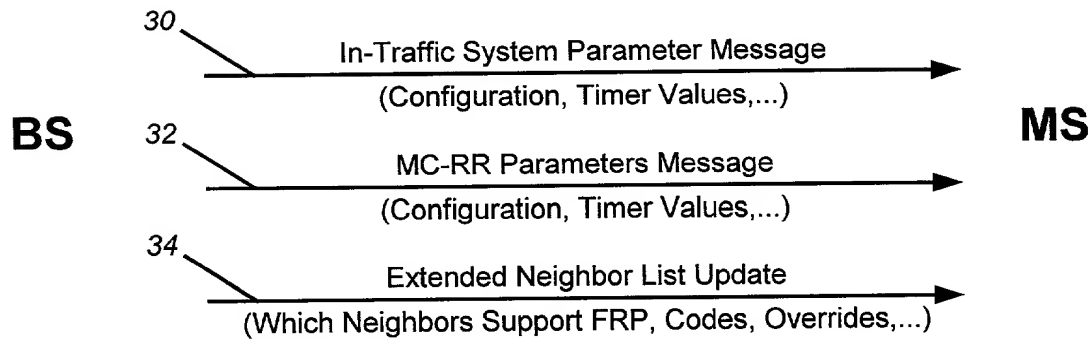 30
In-Traffic System Parameter Message
(Configuration, Timer Values,...)
BS
MS
32
MC-RR Parameters Message
(Configuration, Timer Values,...)
34
Extended Neighbor List Update
(Which Neighbors Support FRP, Codes, Overrides,...)